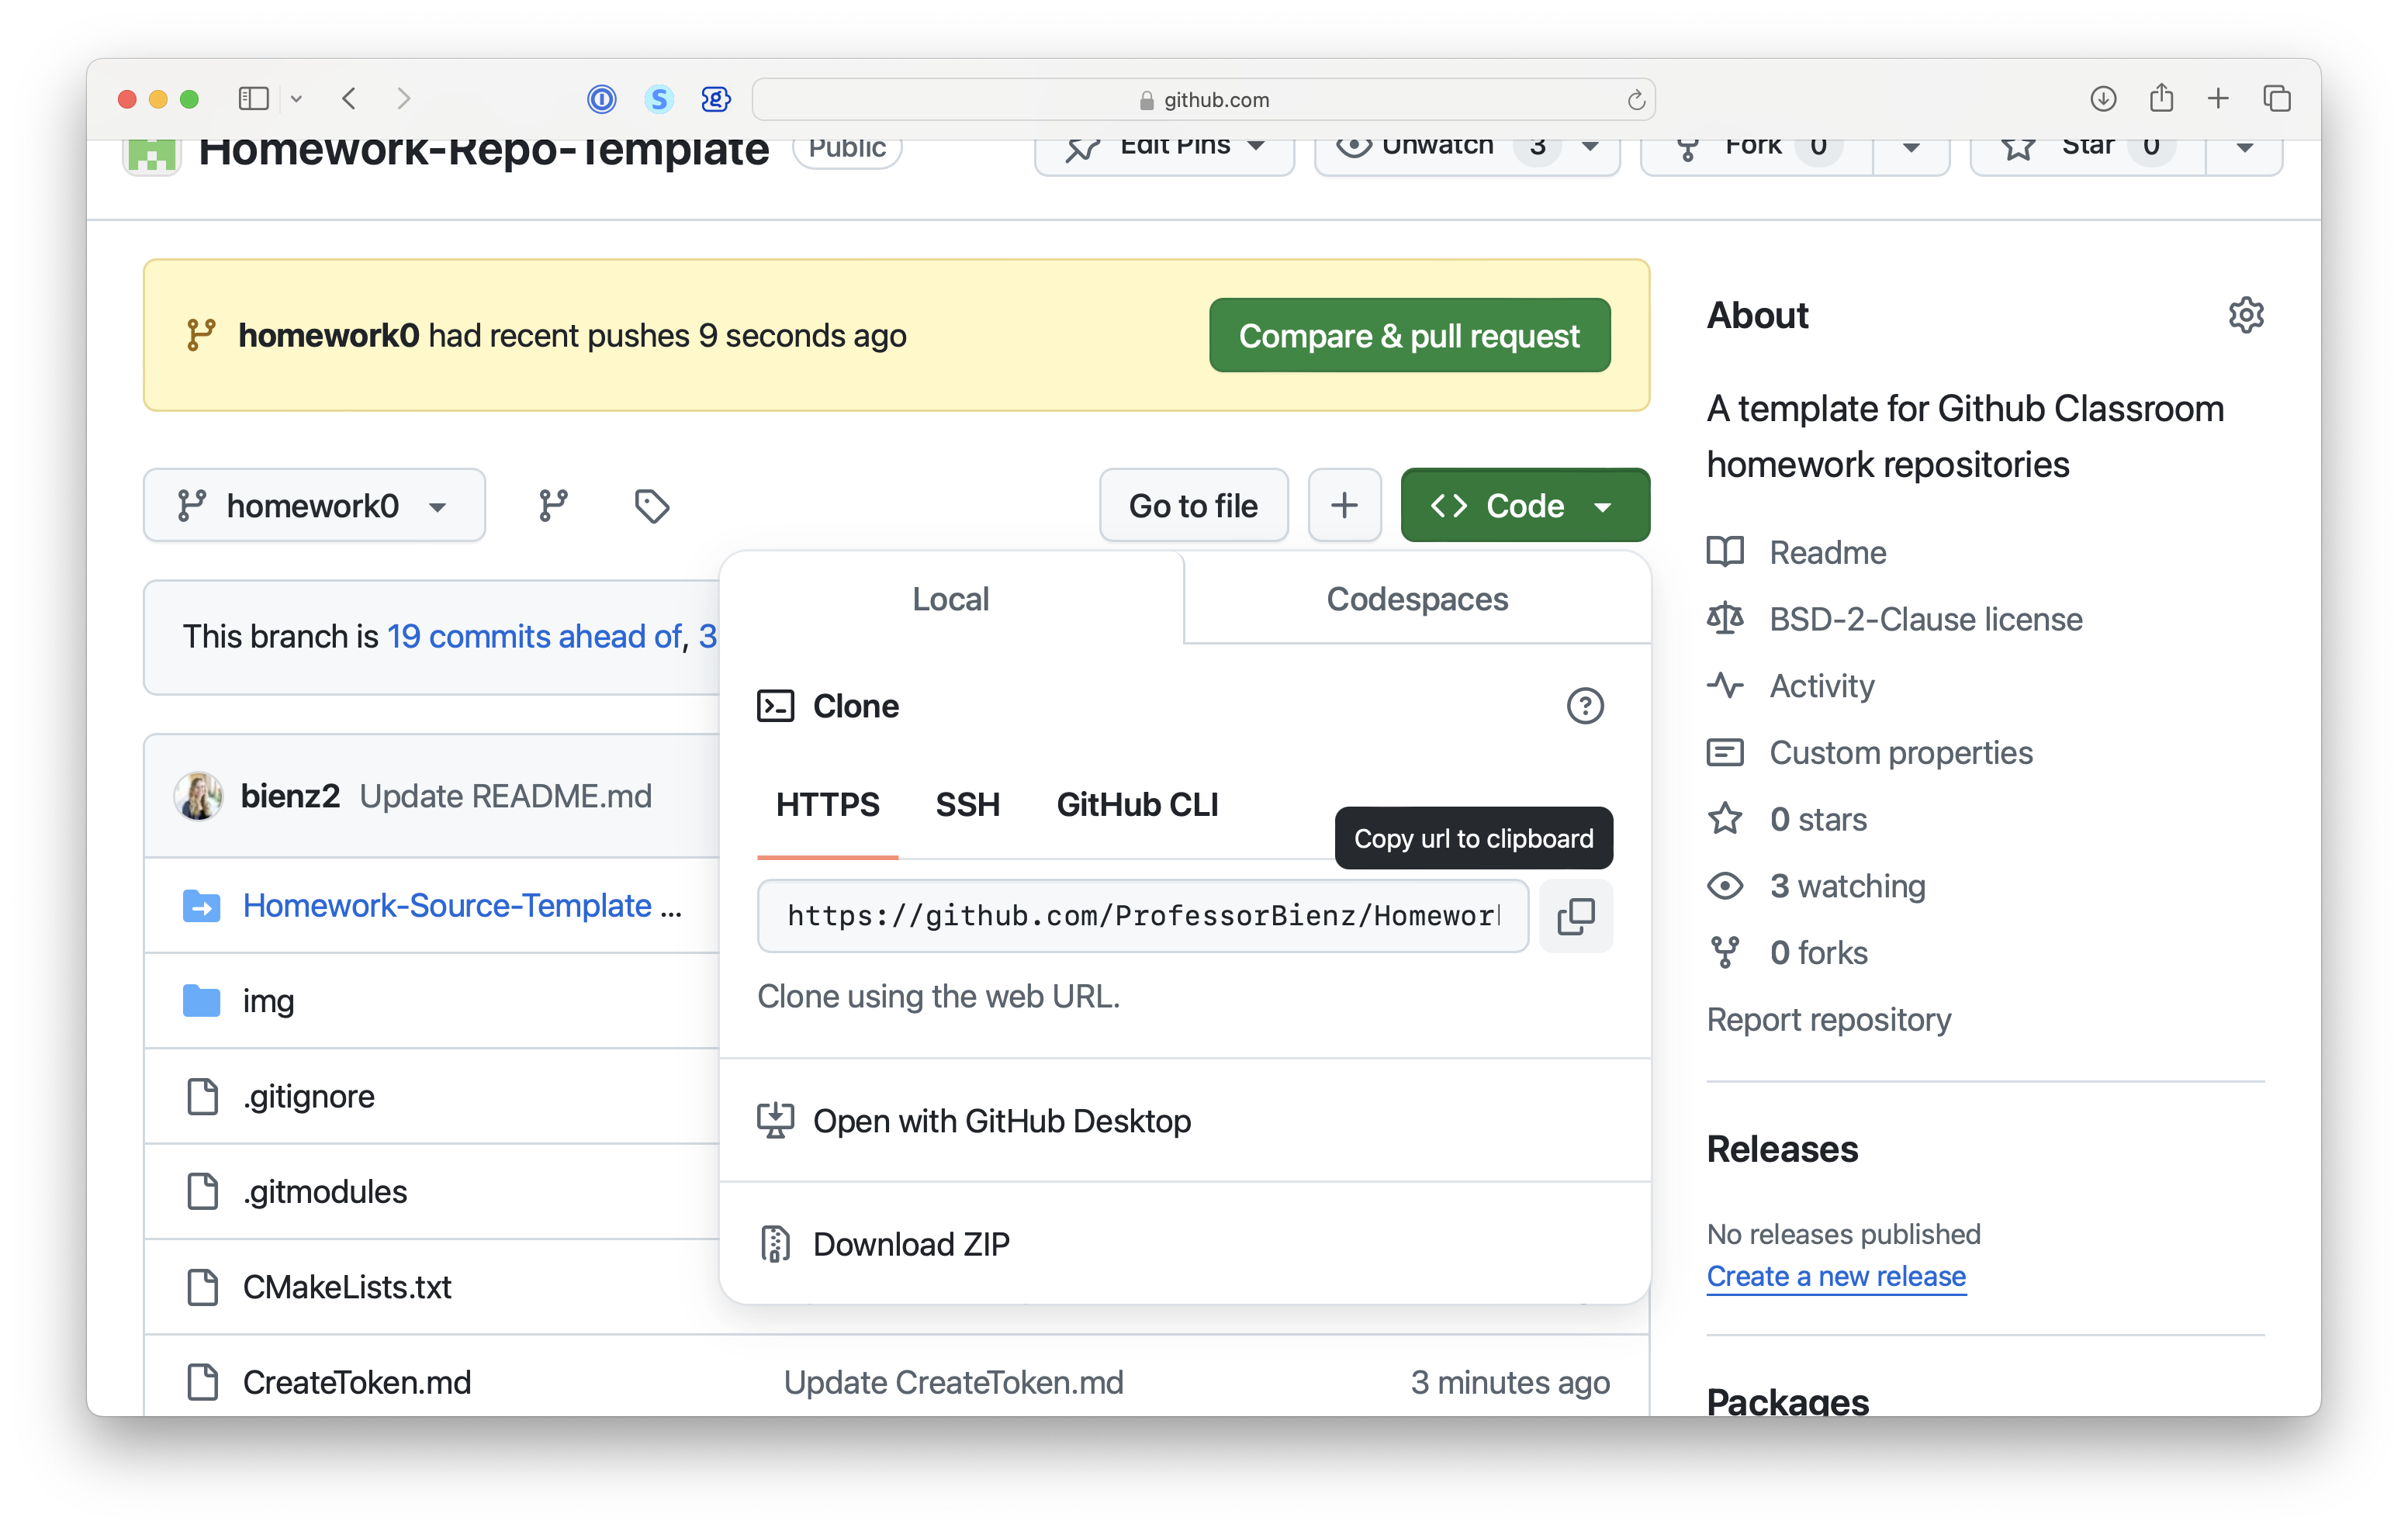 github.com
Homework-Repo-Template Public Edit Pins Unwatch 3 Fork 0 Star 0
homework0 had recent pushes 9 seconds ago Compare & pull request
homework0 Go to file Code
Local Codespaces
This branch is 19 commits ahead of, 3
Clone
bienz2 Update README.md
HTTPS SSH GitHub CLI
Copy url to clipboard
Homework-Source-Template ...
https://github.com/ProfessorBienz/Homewor
Clone using the web URL.
img
.gitignore
Open with GitHub Desktop
.gitmodules
Download ZIP
CMakeLists.txt
CreateToken.md Update CreateToken.md 3 minutes ago
About
A template for Github Classroom
homework repositories
Readme
BSD-2-Clause license
Activity
Custom properties
0 stars
3 watching
0 forks
Report repository
Releases
No releases published
Create a new release
Packages